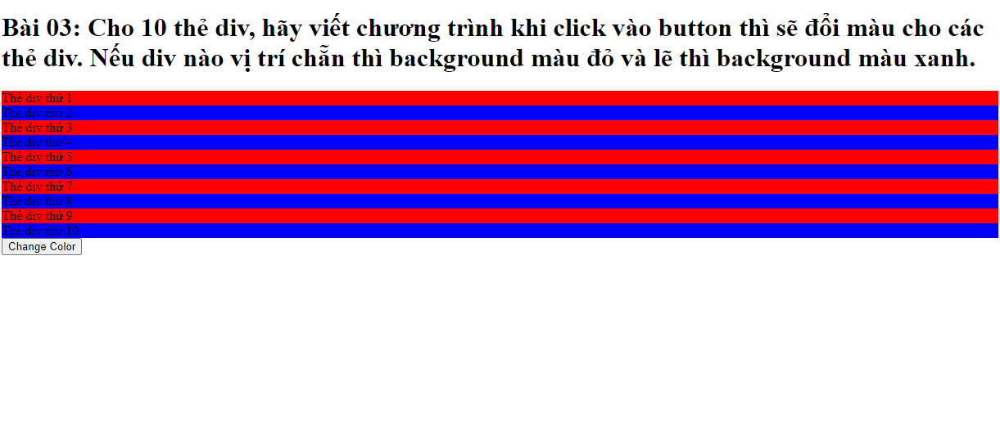 Bài 03: Cho 10 thẻ div, hãy viết chương trình khi click vào button thì sẽ đổi màu cho các
thẻ div. Nếu div nào vị trí chẵn thì background màu đỏ và lẽ thì background màu xanh.
Thẻ div thứ 1
Thẻ div thứ 2
Thẻ div thứ 3
Thẻ div thứ 4
Thẻ div thứ 5
Thẻ div thứ 6
Thẻ div thứ 7
Thẻ div thứ 8
Thẻ div thứ 9
Thẻ div thứ 10
Change Color